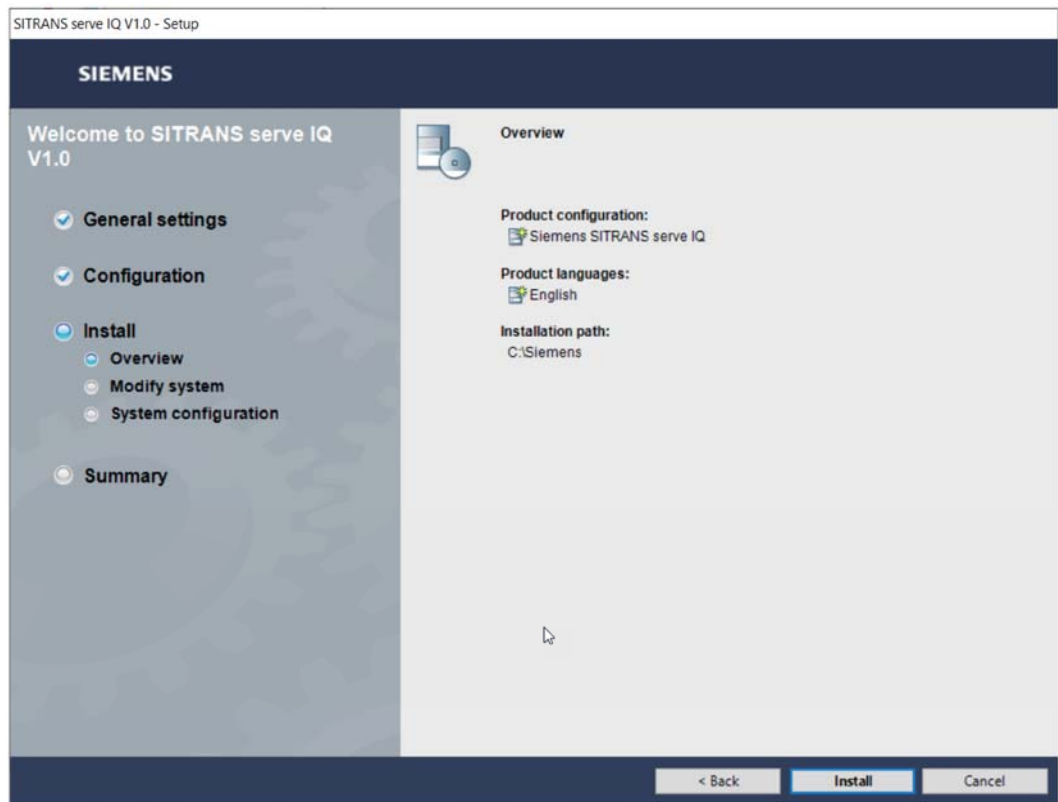 SITRANS serve IQ V1.0 - Setup
SIEMENS
Welcome to SITRANS serve IQ
V1.0
General settings
Configuration
Install
Overview
Modify system
System configuration
Summary
Overview
Product configuration:
Siemens SITRANS serve IQ
Product languages:
English
Installation path:
C:\Siemens
< Back
Install
Cancel